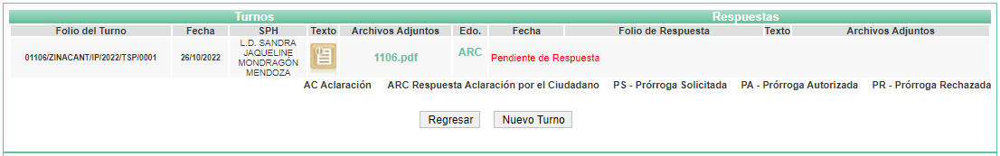 Turnos Respuestas
Folio del Turno Fecha SPH Texto Archivos Adjuntos Edo. Fecha Folio de Respuesta Texto Archivos Adjuntos
01106/ZINACANT/IP/2022/TSP/0001 26/10/2022 L.D. SANDRA
JAQUELINE
MONDRAGÓN
MENDOZA
1106.pdf ARC Pendiente de Respuesta
AC Aclaración ARC Respuesta Aclaración por el Ciudadano PS - Prórroga Solicitada PA - Prórroga Autorizada PR - Prórroga Rechazada
Regresar Nuevo Turno